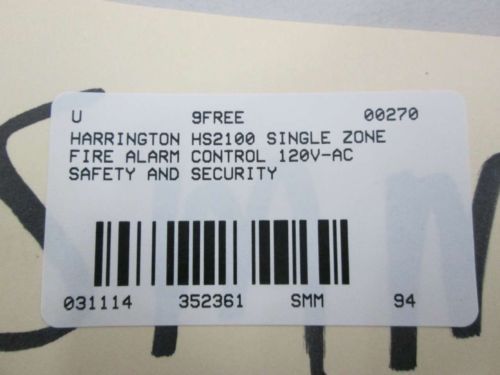 U 9FREE 00270
HARRINGTON HS2100 SINGLE ZONE
FIRE ALARM CONTROL 120V-AC
SAFETY AND SECURITY
031114 352361 SMM 94